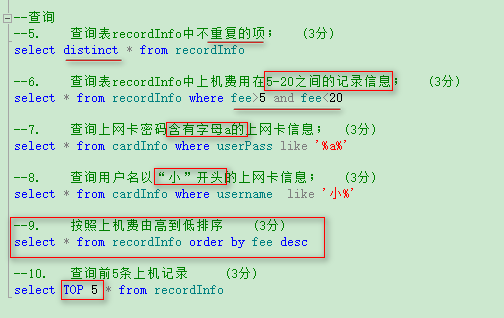 --查询
--5. 查询表recordInfo中不重复的项; (3分)
select distinct * from recordInfo
--6. 查询表recordInfo中上机费用在5-20之间的记录信息; (3分)
select * from recordInfo where fee>5 and fee<20
--7. 查询上网卡密码含有字母a的上网卡信息; (3分)
select * from cardInfo where userPass like '%a%'
--8. 查询用户名以“小”开头的上网卡信息; (3分)
select * from cardInfo where username like '小%'
--9. 按照上机费由高到低排序 (3分)
select * from recordInfo order by fee desc
--10. 查询前5条上机记录 (3分)
select TOP 5 * from recordInfo